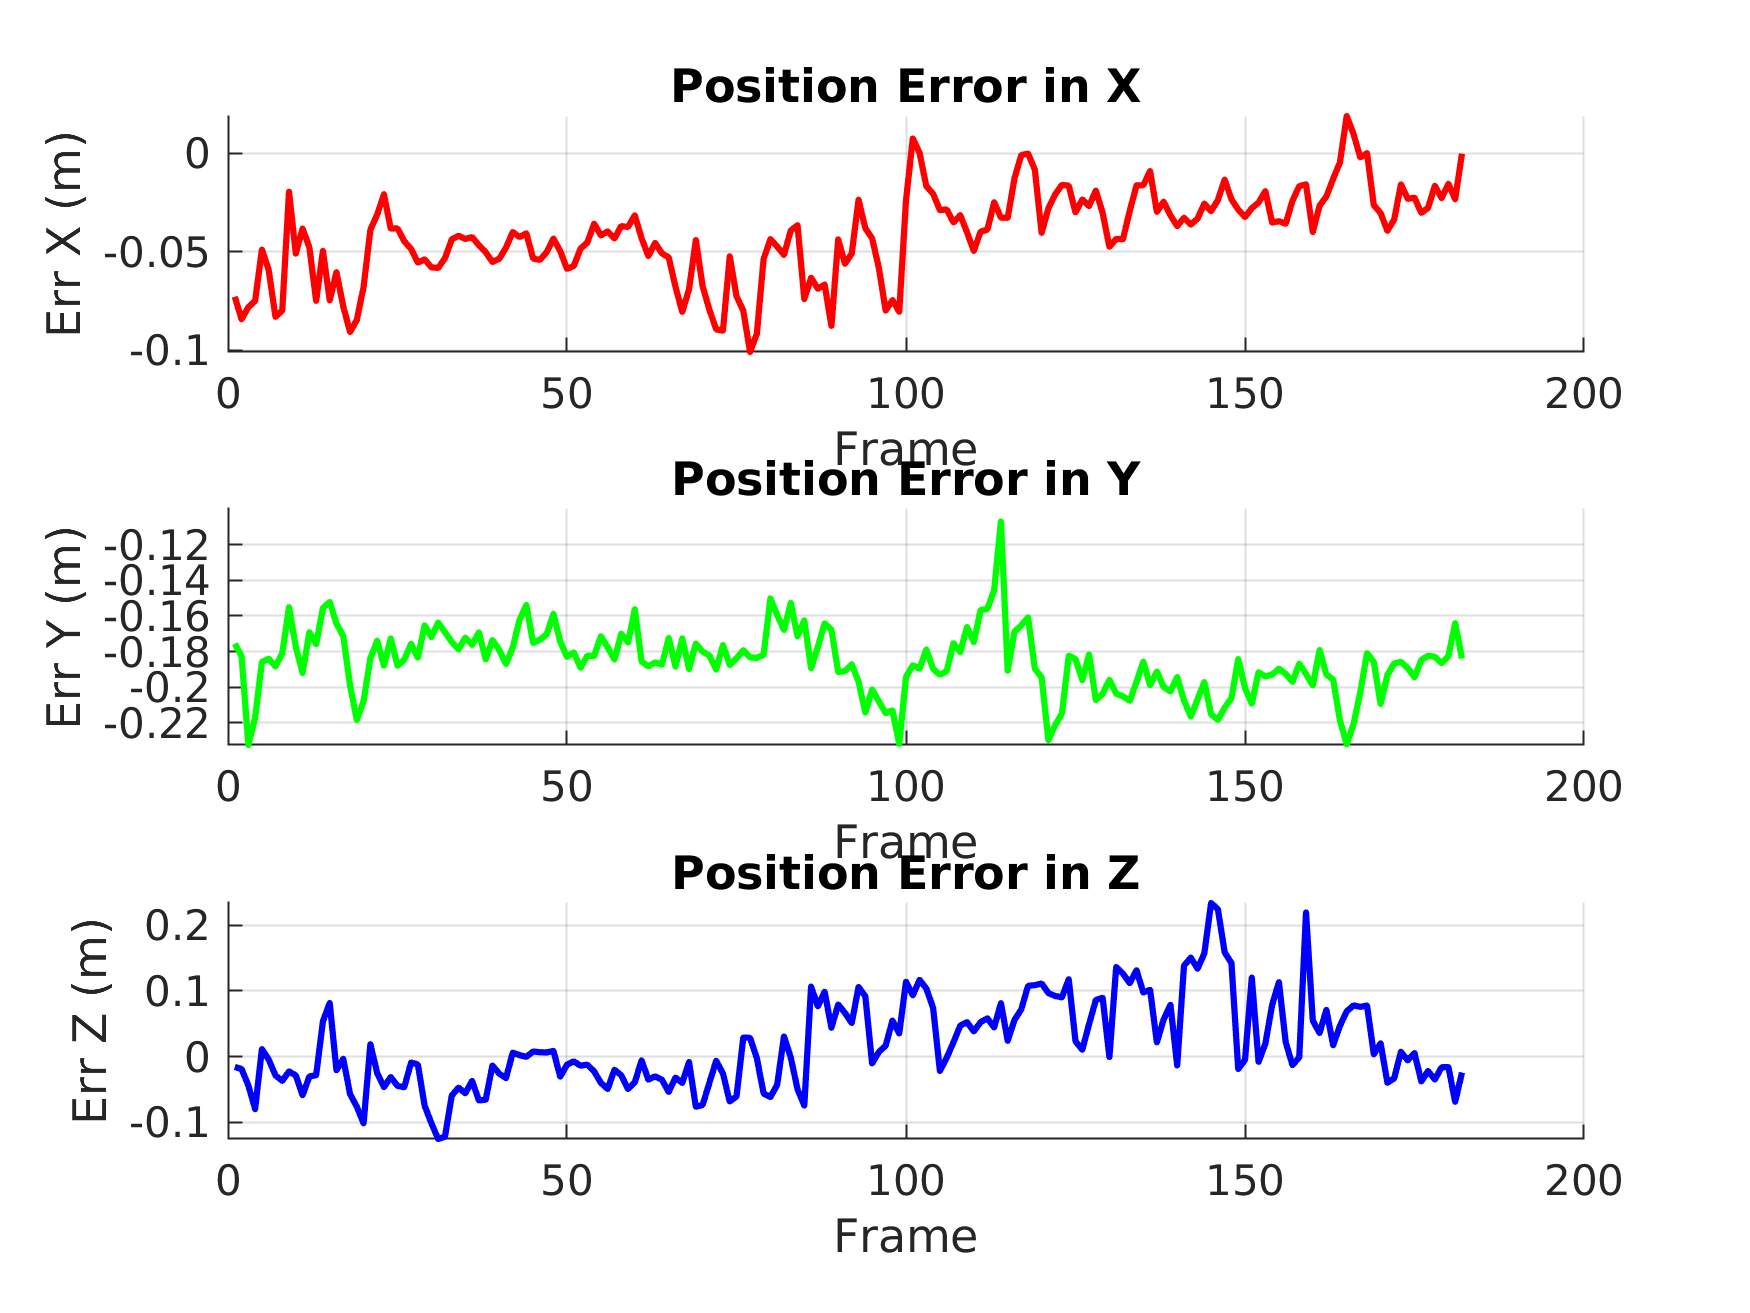 Position Error in X
Err X (m)
0
-0.05
-0.1
0 50 100 150 200
Frame
Position Error in Y
Err Y (m)
-0.12
-0.14
-0.16
-0.18
-0.2
-0.22
0 50 100 150 200
Frame
Position Error in Z
Err Z (m)
0.2
0.1
0
-0.1
0 50 100 150 200
Frame